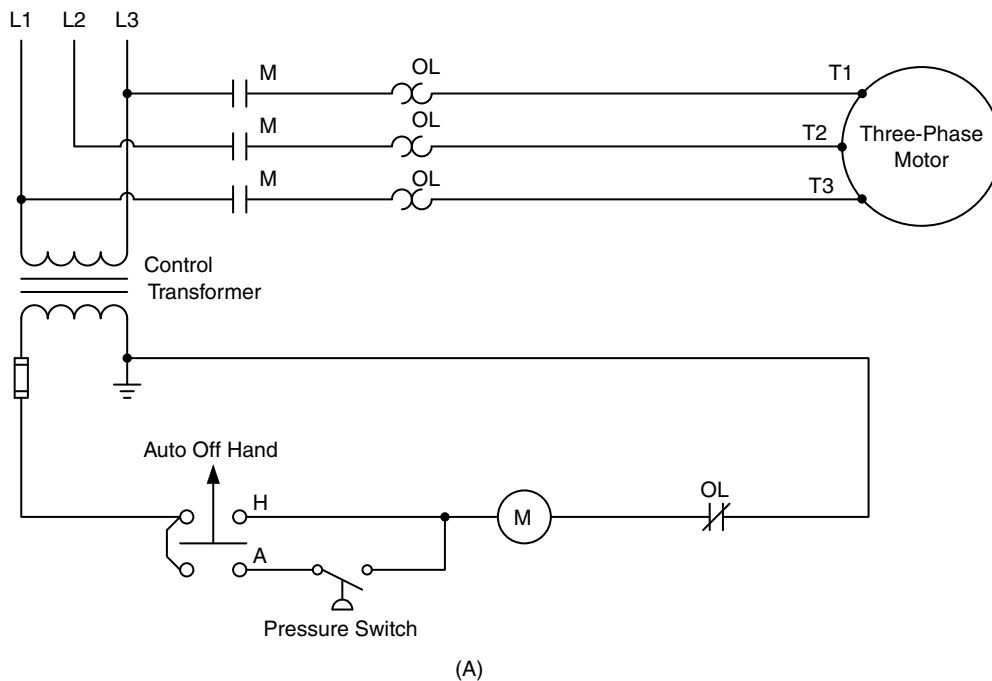 L1 L2 L3
M OL T1
M OL T2
Three-Phase
Motor
M OL T3
Control
Transformer
Auto Off Hand
H
M
OL
A
Pressure Switch
(A)